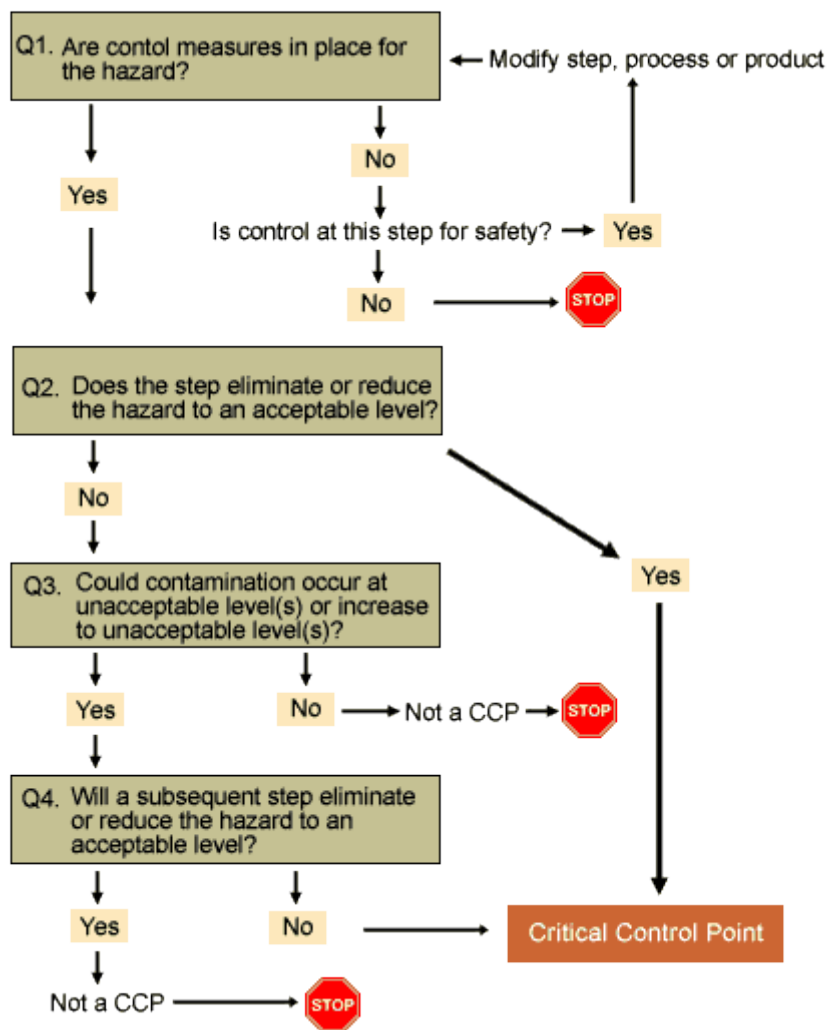 Q1. Are contol measures in place for
the hazard?
Modify step, process or product
No
Yes
Is control at this step for safety?
Yes
No
STOP
Q2. Does the step eliminate or reduce
the hazard to an acceptable level?
No
Yes
Q3. Could contamination occur at
unacceptable level(s) or increase
to unacceptable level(s)?
Yes
No
Not a CCP
STOP
Q4. Will a subsequent step eliminate
or reduce the hazard to an
acceptable level?
Yes
No
Critical Control Point
Not a CCP
STOP